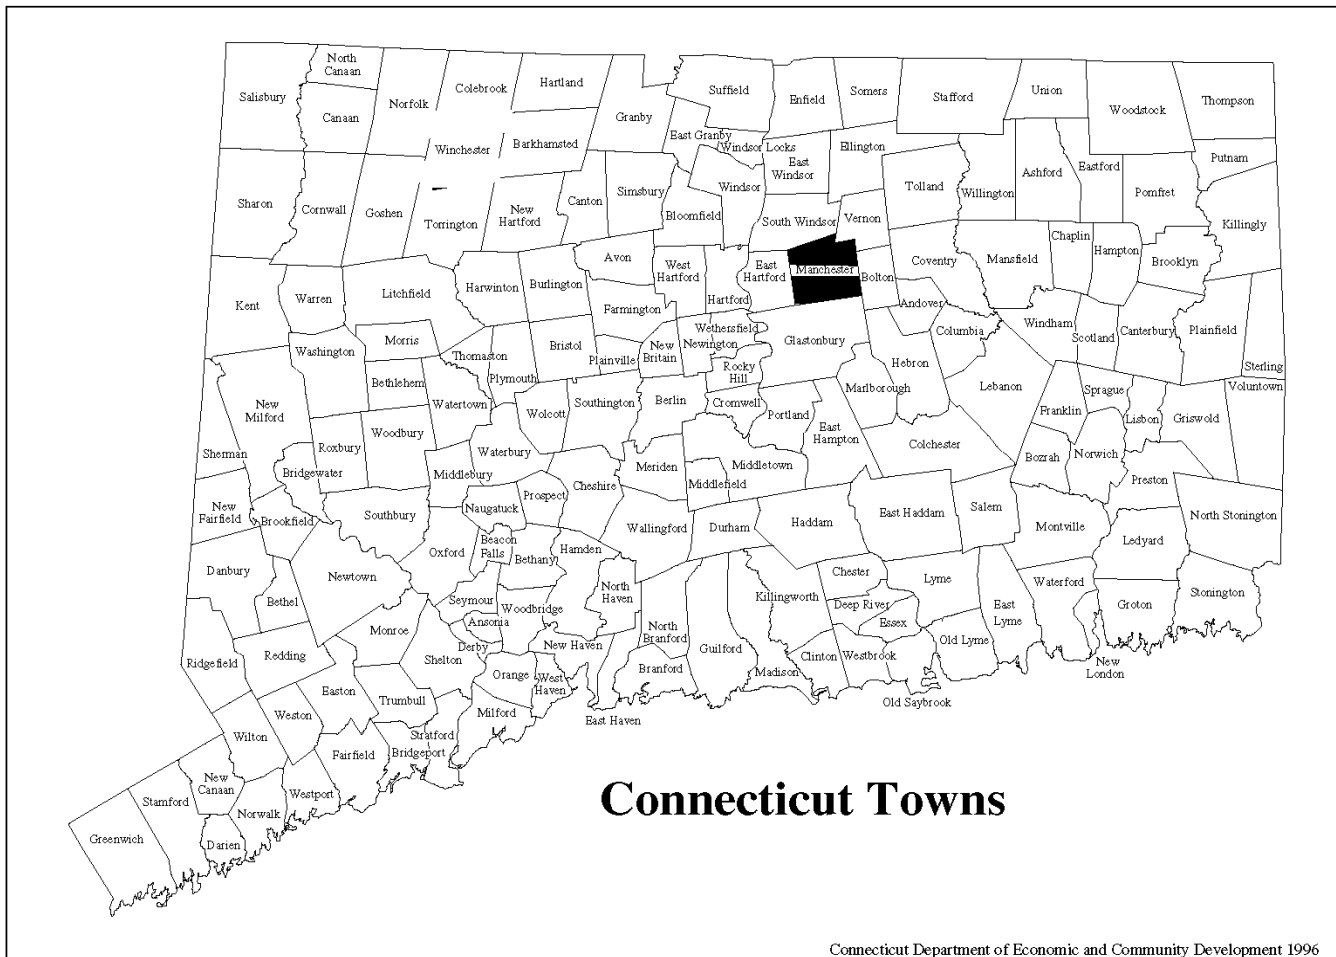 North
Canaan
Salisbury
Canaan
Norfolk
Colebrook
Hartland
Granby
Suffield
Enfield
Somers
Stafford
Union
Woodstock
Thompson
East Granby
Windsor Locks
East
Windsor
Ellington
Winchester
Barkhamsted
Tolland
Willington
Ashford
Eastford
Pomfret
Putnam
Sharon
Cornwall
Goshen
Torrington
New
Hartford
Canton
Simsbury
Bloomfield
Windsor
South Windsor
Vernon
Killingly
Chaplin
Hampton
Brooklyn
Mansfield
Coventry
Kent
Warren
Litchfield
Harwinton
Burlington
Avon
Farmington
West
Hartford
Hartford
East
Hartford
Manchester
Bolton
Andover
Columbia
Windham
Scotland
Canterbury
Plainfield
Sterling
Voluntown
Washington
Morris
Bethlehem
Thomaston
Plymouth
Bristol
Plainville
New
Britain
Newington
Wethersfield
Rocky
Hill
Glastonbury
Hebron
Marlborough
Lebanon
Sprague
Franklin
Lisbon
Griswold
New
Milford
Sherman
Roxbury
Woodbury
Watertown
Wolcott
Southington
Berlin
Cromwell
Portland
East
Hampton
Colchester
Bozrah
Norwich
Preston
Bridgewater
Middlebury
Waterbury
Cheshire
Meriden
Middletown
Middlefield
New
Fairfield
Brookfield
Southbury
Naugatuck
Prospect
Wallingford
Durham
Haddam
East Haddam
Salem
Montville
Ledyard
North Stonington
Danbury
Bethel
Newtown
Oxford
Beacon
Falls
Bethany
Hamden
North
Haven
Killingworth
Chester
Deep River
Essex
Lyme
East
Lyme
Waterford
Groton
Stonington
Ridgefield
Redding
Monroe
Seymour
Ansonia
Derby
Woodbridge
New Haven
North
Branford
Branford
Guilford
Madison
Clinton
Westbrook
Old Lyme
Old Saybrook
New
London
Shelton
Orange
West
Haven
East Haven
Milford
Easton
Trumbull
Weston
Wilton
Stratford
Bridgeport
Fairfield
New
Canaan
Norwalk
Westport
Stamford
Darien
Greenwich
Connecticut Towns
Connecticut Department of Economic and Community Development 1996